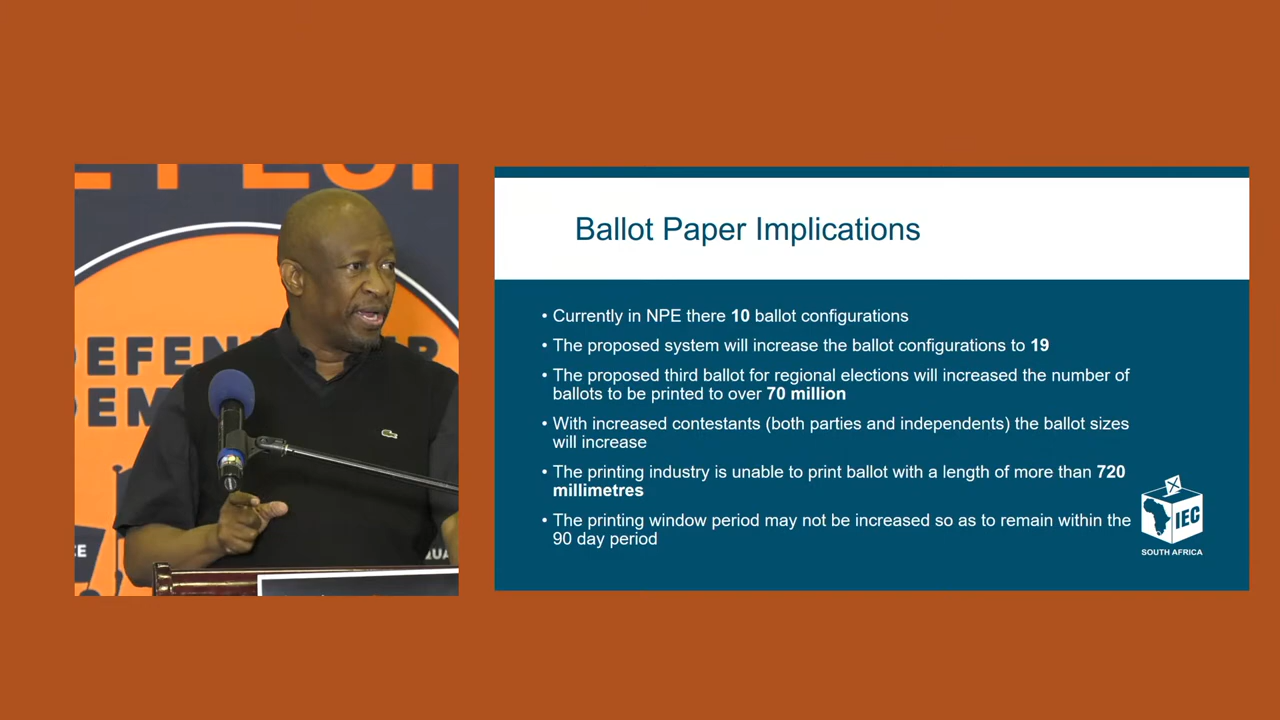 DEFEN
DEM
Ballot Paper Implications
• Currently in NPE there 10 ballot configurations
• The proposed system will increase the ballot configurations to 19
• The proposed third ballot for regional elections will increased the number of
ballots to be printed to over 70 million
• With increased contestants (both parties and independents) the ballot sizes
will increase
• The printing industry is unable to print ballot with a length of more than 720
millimetres
• The printing window period may not be increased so as to remain within the
90 day period
IEC
SOUTH AFRICA